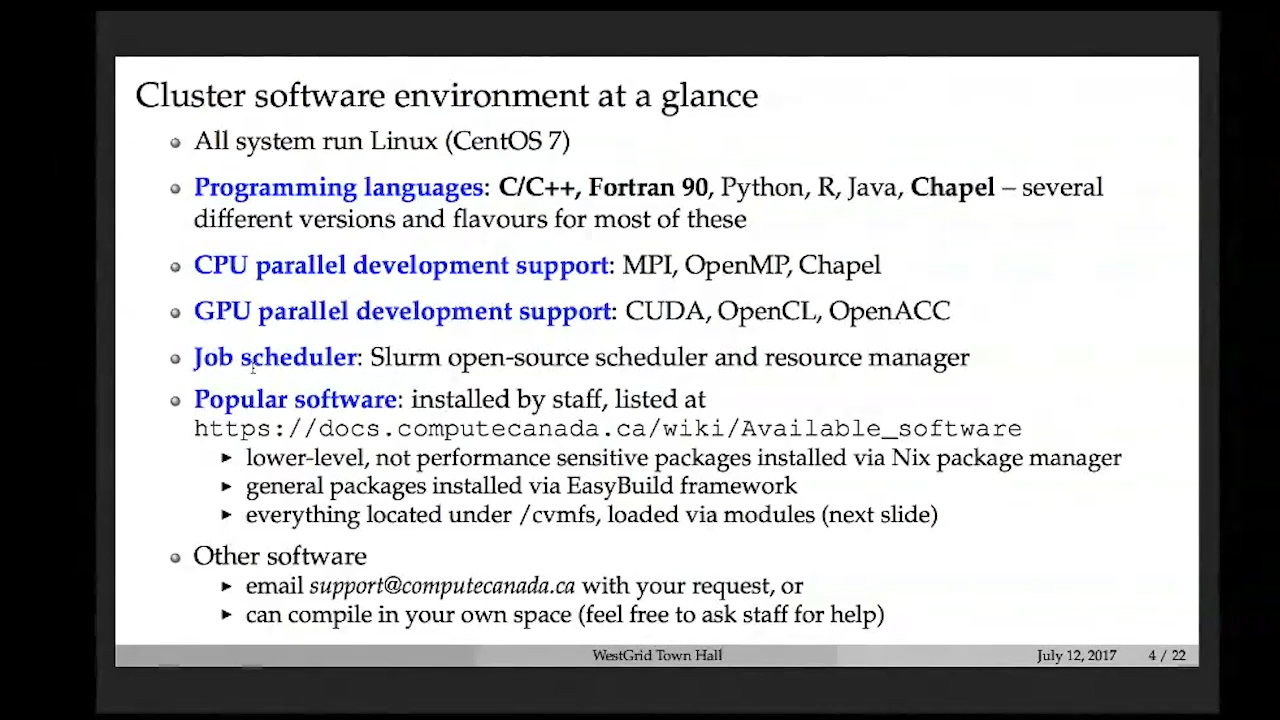 Cluster software environment at a glance
All system run Linux (CentOS 7)
Programming languages: C/C++, Fortran 90, Python, R, Java, Chapel – several
different versions and flavours for most of these
CPU parallel development support: MPI, OpenMP, Chapel
GPU parallel development support: CUDA, OpenCL, OpenACC
Job scheduler: Slurm open-source scheduler and resource manager
Popular software: installed by staff, listed at
https://docs.computecanada.ca/wiki/Available_software
lower-level, not performance sensitive packages installed via Nix package manager
general packages installed via EasyBuild framework
everything located under /cvmfs, loaded via modules (next slide)
Other software
email support@computecanada.ca with your request, or
can compile in your own space (feel free to ask staff for help)
WestGrid Town Hall July 12, 2017 4 / 22